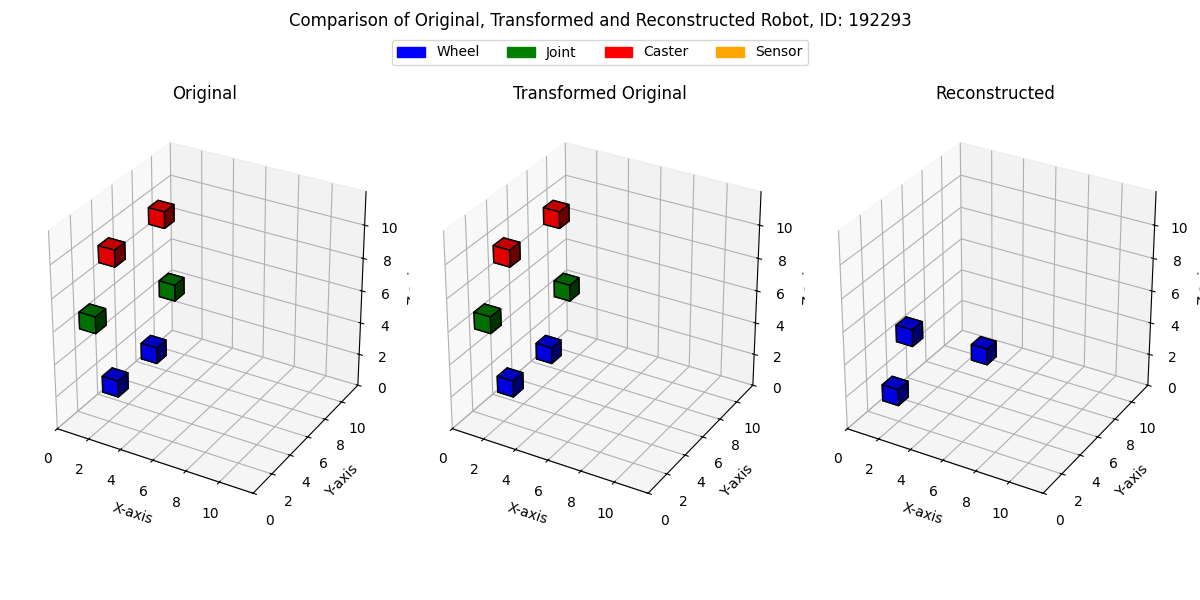 Comparison of Original, Transformed and Reconstructed Robot, ID: 192293
Wheel Joint Caster Sensor
Original
0 2 4 6 8 10
X-axis
0 2 4 6 8 10
Y-axis
0 2 4 6 8 10
Transformed Original
0 2 4 6 8 10
X-axis
0 2 4 6 8 10
Y-axis
0 2 4 6 8 10
Reconstructed
0 2 4 6 8 10
X-axis
0 2 4 6 8 10
Y-axis
0 2 4 6 8 10